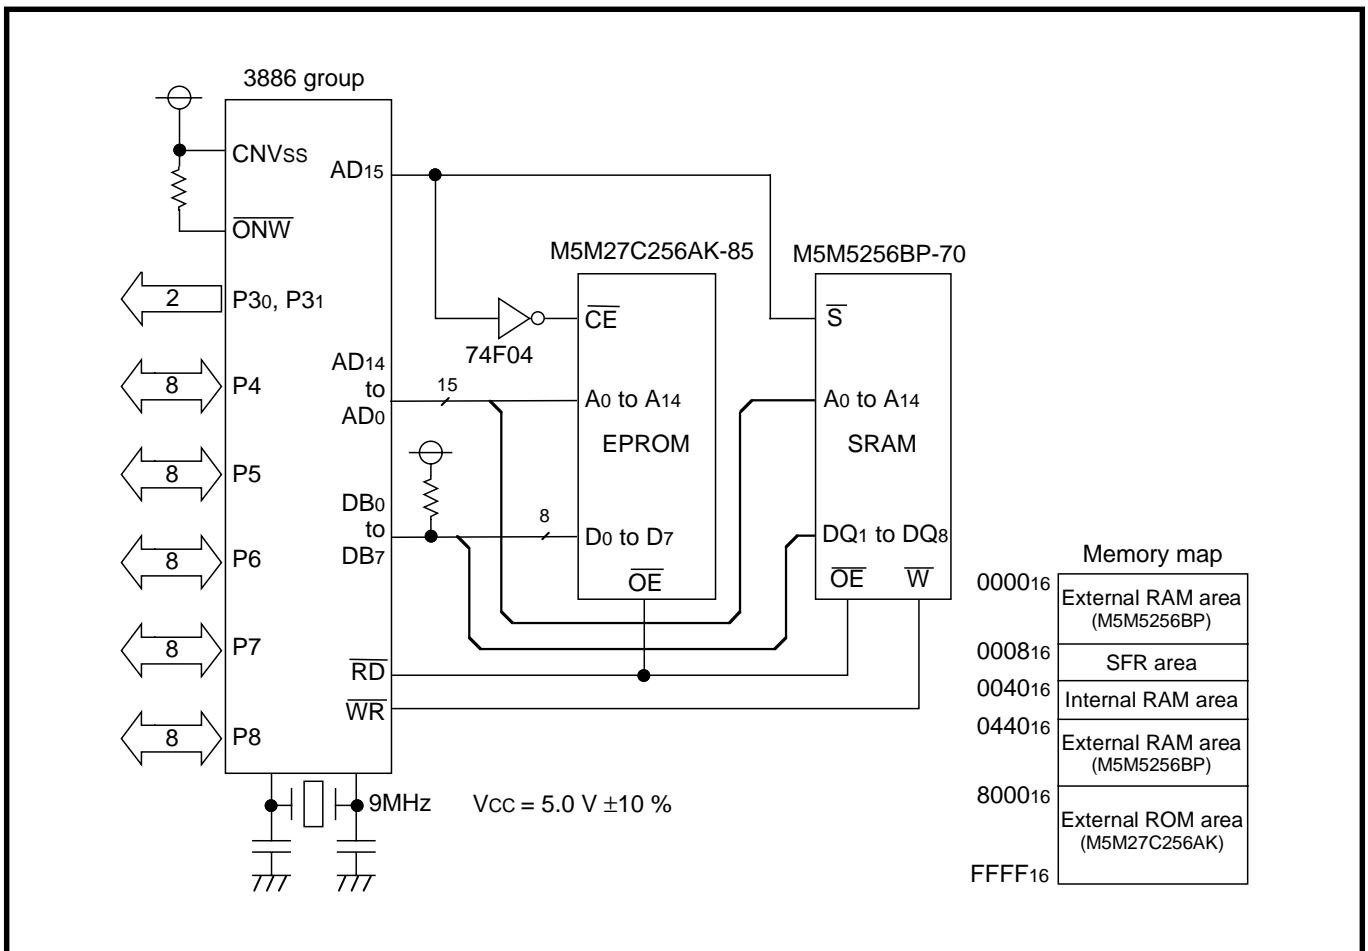 3886 group
CNVSS
AD15
ONW
M5M27C256AK-85
M5M5256BP-70
2
P30, P31
CE
S
74F04
8
P4
AD14
to
AD0
15
A0 to A14
A0 to A14
EPROM
SRAM
8
P5
DB0
to
DB7
8
D0 to D7
DQ1 to DQ8
8
P6
OE
OE
W
Memory map
000016
External RAM area
(M5M5256BP)
8
P7
RD
000816
SFR area
WR
004016
Internal RAM area
8
P8
044016
External RAM area
(M5M5256BP)
9MHz
VCC = 5.0 V ±10 %
800016
External ROM area
(M5M27C256AK)
FFFF16